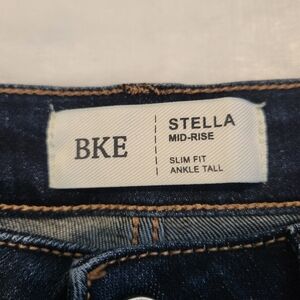 BKE
STELLA
MID-RISE
SLIM FIT
ANKLE TALL